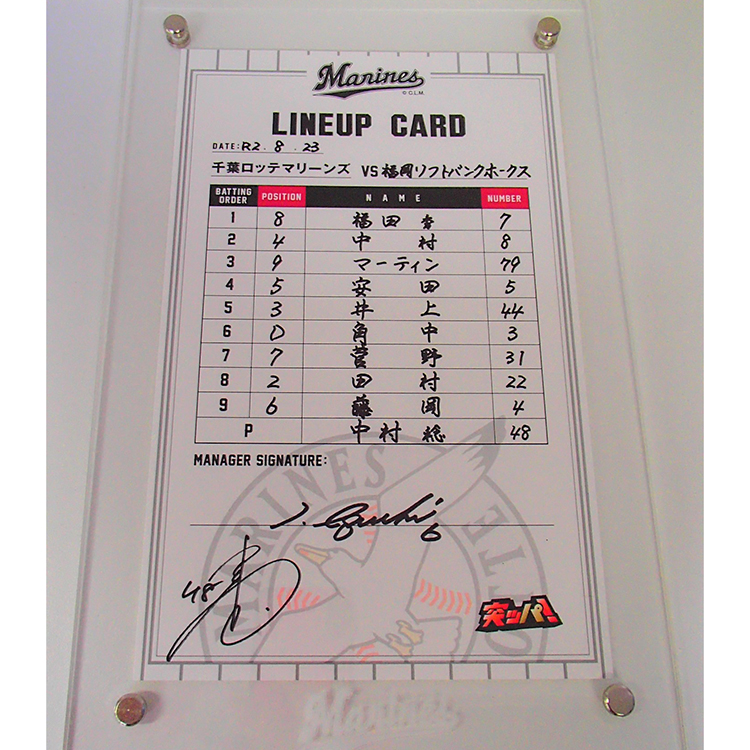 Marines
© C.L.M.
LINEUP CARD
DATE: R2 . 8 . 23
千葉ロッテマリーンズ VS 福岡ソフトバンクホークス
BATTING ORDER POSITION NAME NUMBER
1 8 福田秀 7
2 4 中村 8
3 9 マーティン 79
4 5 安田 5
5 3 井上 44
6 D 角中 3
7 7 菅野 31
8 2 田村 22
9 6 藤岡 4
P 中村稔 48
MANAGER SIGNATURE:
6
48
突ッパ!
MARINES
Marines